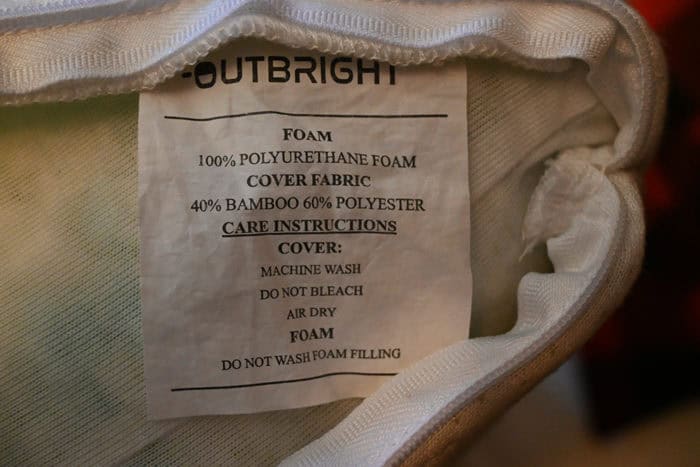 -OUTBRIGHT
FOAM
100% POLYURETHANE FOAM
COVER FABRIC
40% BAMBOO 60% POLYESTER
CARE INSTRUCTIONS
COVER:
MACHINE WASH
DO NOT BLEACH
AIR DRY
FOAM
DO NOT WASH FOAM FILLING